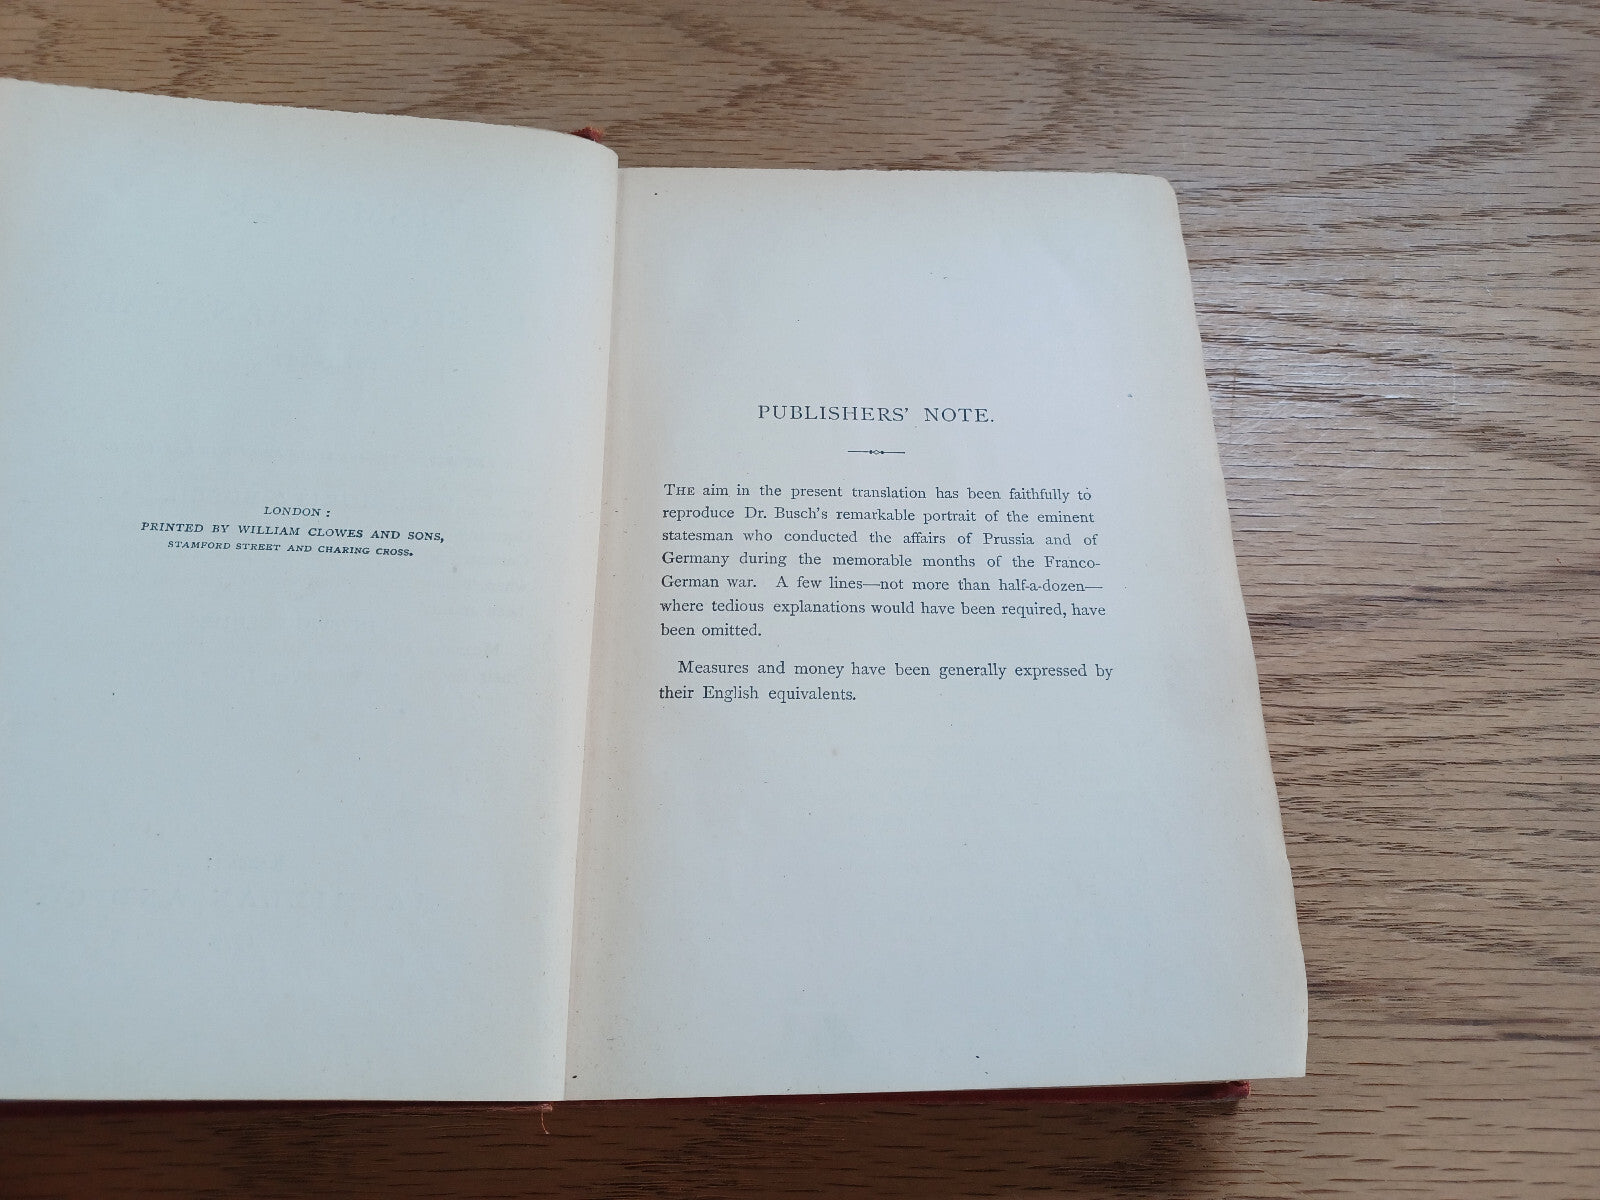 LONDON :
PRINTED BY WILLIAM CLOWES AND SONS,
STAMFORD STREET AND CHARING CROSS.
PUBLISHERS' NOTE.
THE aim in the present translation has been faithfully to
reproduce Dr. Busch's remarkable portrait of the eminent
statesman who conducted the affairs of Prussia and of
Germany during the memorable months of the Franco-
German war. A few lines—not more than half-a-dozen—
where tedious explanations would have been required, have
been omitted.
Measures and money have been generally expressed by
their English equivalents.